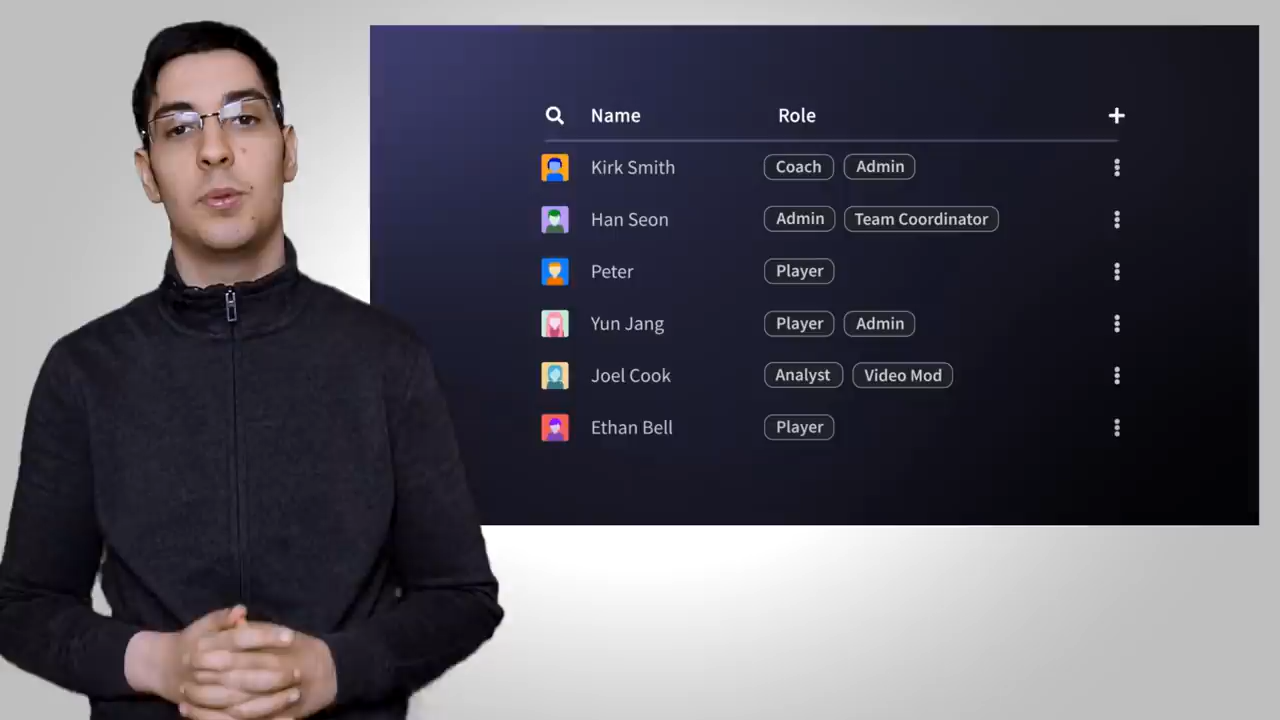 Name Role
Kirk Smith Coach Admin
Han Seon Admin Team Coordinator
Peter Player
Yun Jang Player Admin
Joel Cook Analyst Video Mod
Ethan Bell Player